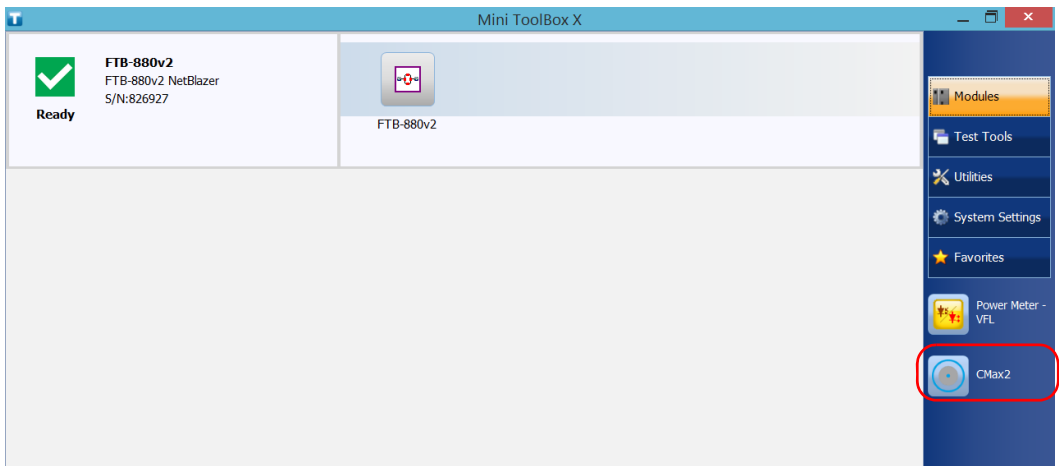 Mini ToolBox X
FTB-880v2
FTB-880v2 NetBlazer
S/N:826927
Ready
FTB-880v2
Modules
Test Tools
Utilities
System Settings
Favorites
Power Meter -
VFL
CMax2